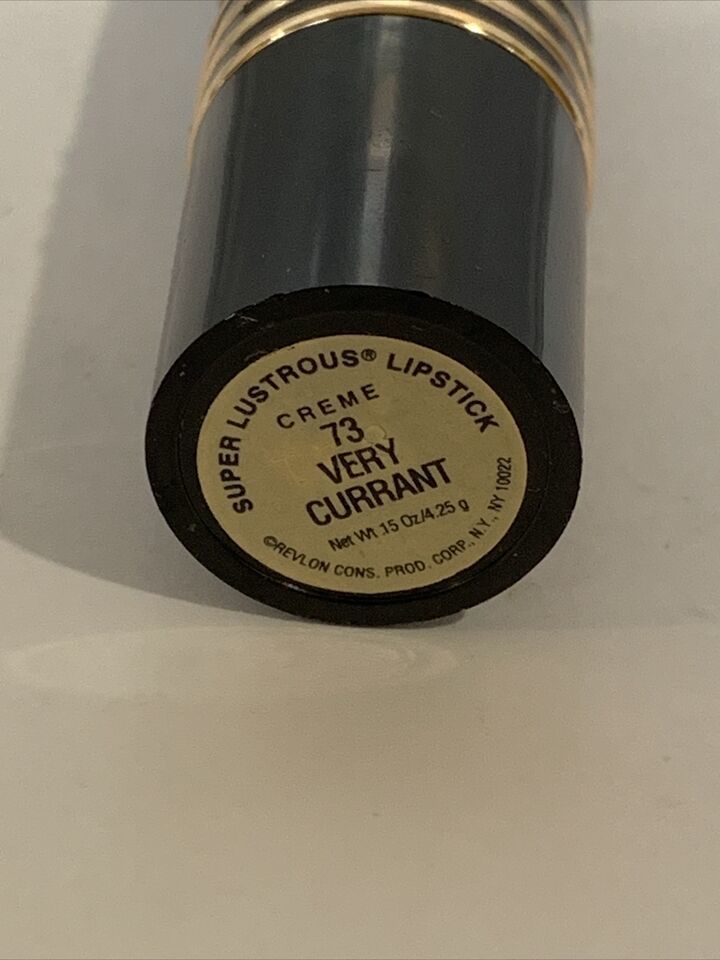 SUPER LUSTROUS® LIPSTICK
CREME
73
VERY
CURRANT
Net Wt .15 Oz/4.25 g
©REVLON CONS. PROD. CORP., N.Y., NY 10022